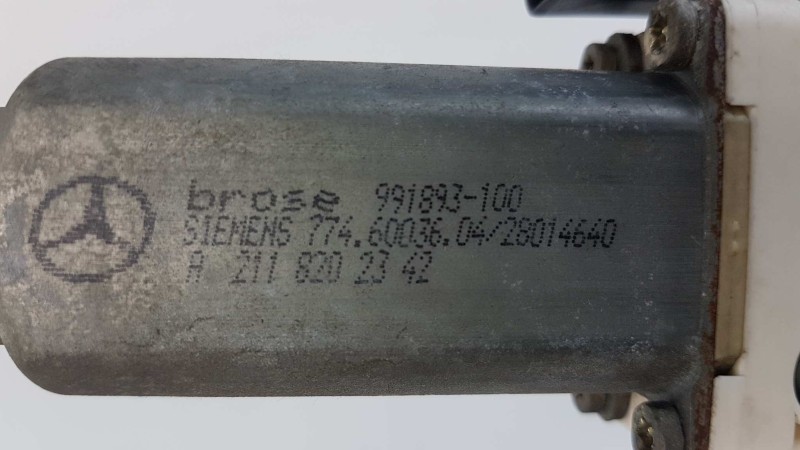 brose 991893-100
SIEMENS 774.60036.04/28014640
A 211 820 23 42